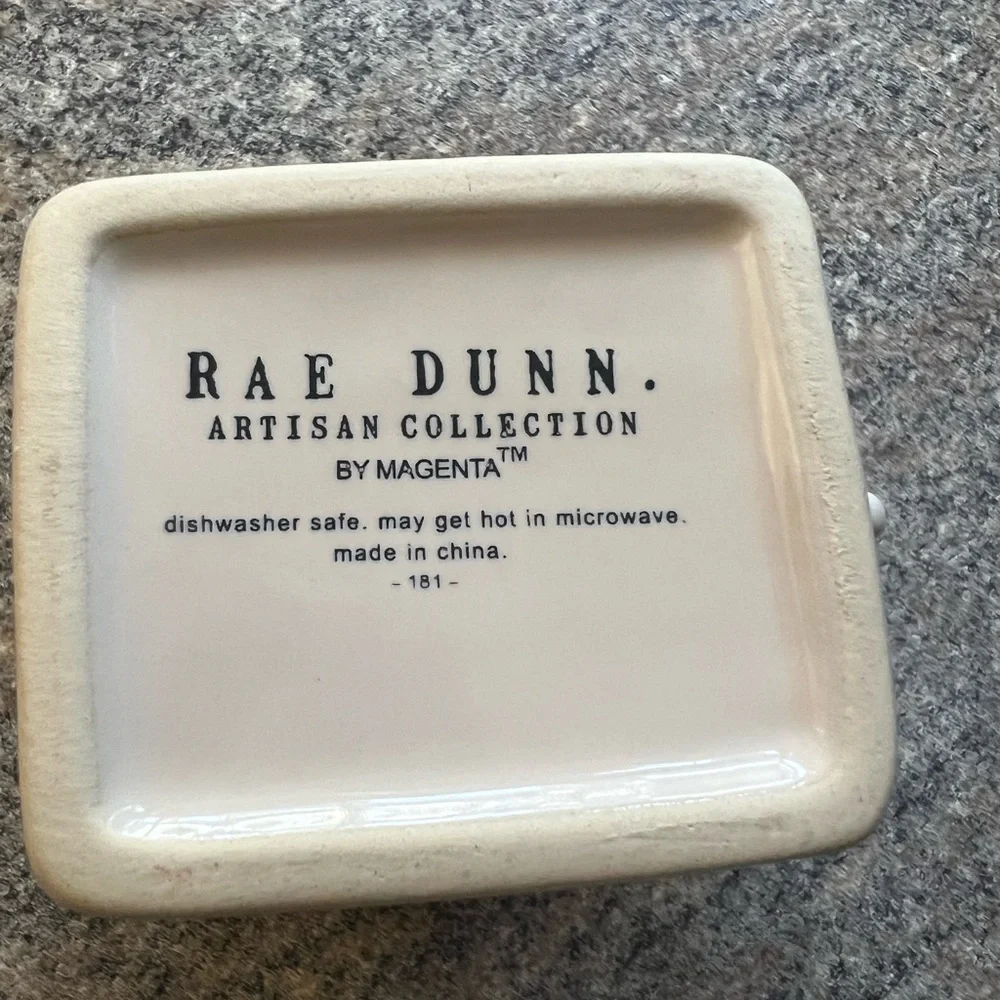 RAE DUNN.
ARTISAN COLLECTION
BY MAGENTA™
dishwasher safe. may get hot in microwave.
made in china.
- 181 -